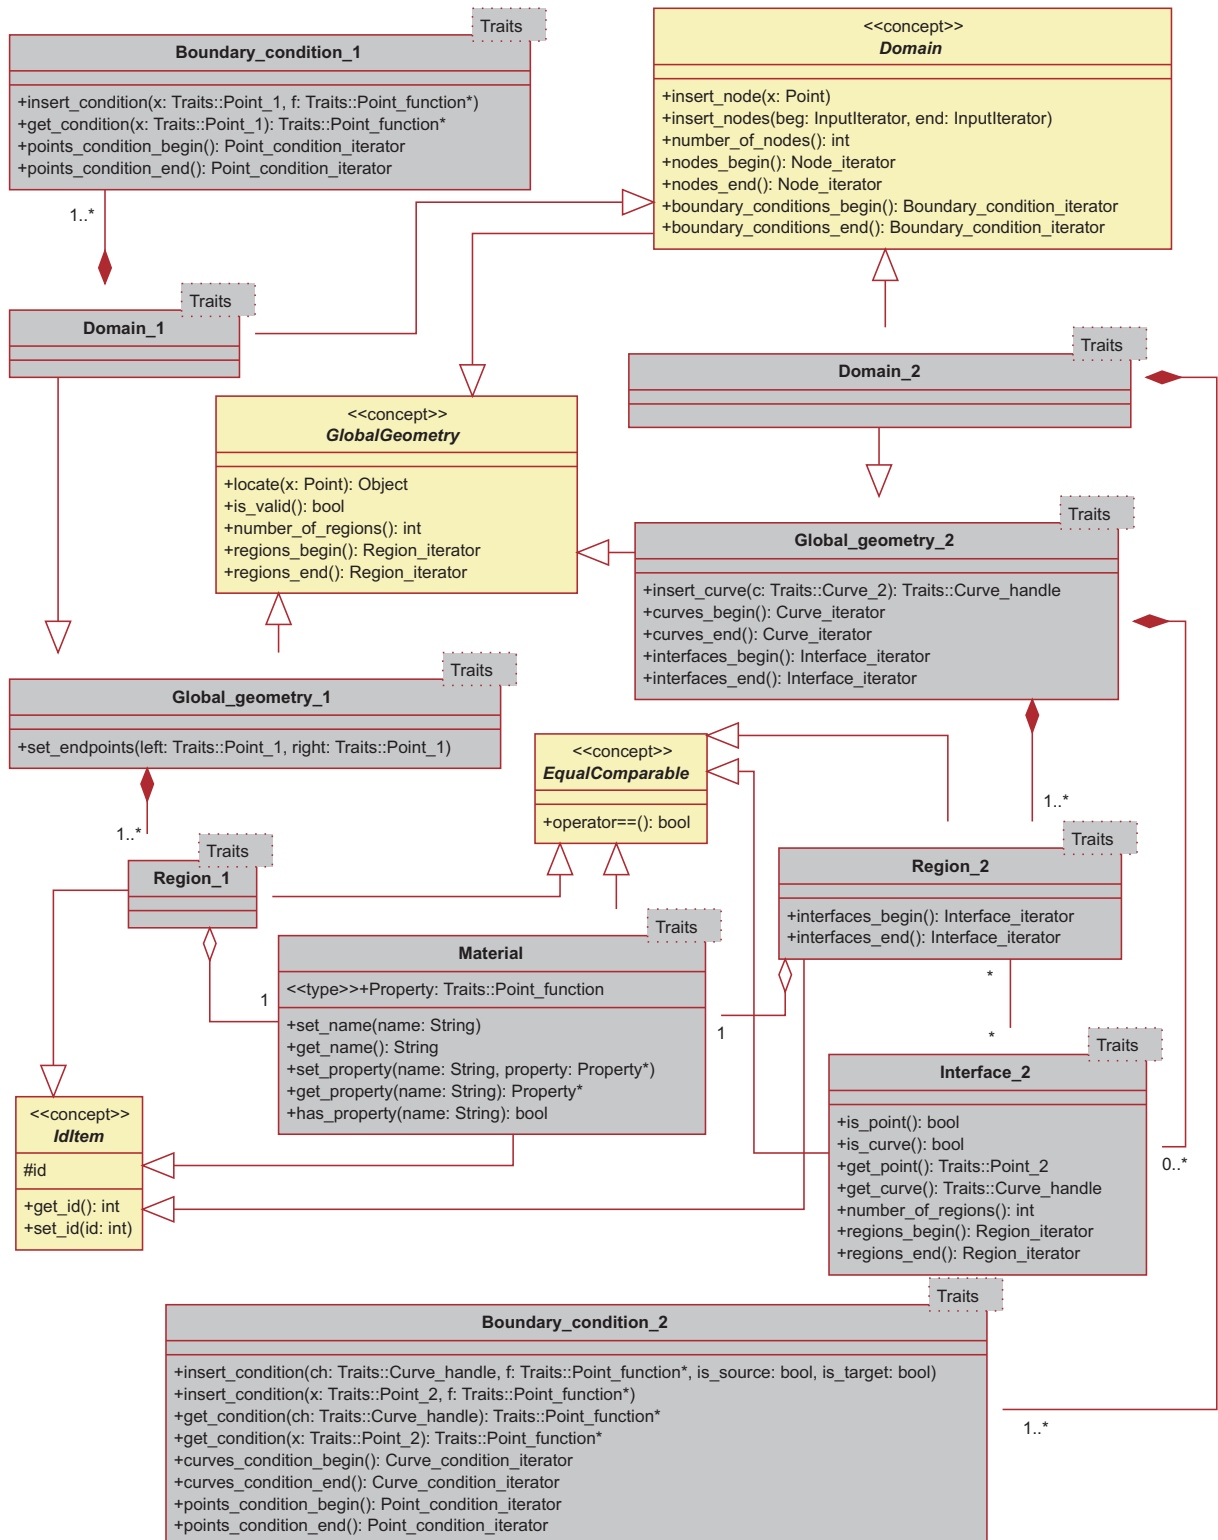 Traits
Boundary_condition_1
+insert_condition(x: Traits::Point_1, f: Traits::Point_function*)
+get_condition(x: Traits::Point_1): Traits::Point_function*
+points_condition_begin(): Point_condition_iterator
+points_condition_end(): Point_condition_iterator
1..*
<<concept>>
Domain
+insert_node(x: Point)
+insert_nodes(beg: InputIterator, end: InputIterator)
+number_of_nodes(): int
+nodes_begin(): Node_iterator
+nodes_end(): Node_iterator
+boundary_conditions_begin(): Boundary_condition_iterator
+boundary_conditions_end(): Boundary_condition_iterator
Traits
Domain_1
Traits
Domain_2
<<concept>>
GlobalGeometry
+locate(x: Point): Object
+is_valid(): bool
+number_of_regions(): int
+regions_begin(): Region_iterator
+regions_end(): Region_iterator
Traits
Global_geometry_2
+insert_curve(c: Traits::Curve_2): Traits::Curve_handle
+curves_begin(): Curve_iterator
+curves_end(): Curve_iterator
+interfaces_begin(): Interface_iterator
+interfaces_end(): Interface_iterator
Traits
Global_geometry_1
+set_endpoints(left: Traits::Point_1, right: Traits::Point_1)
1..*
<<concept>>
EqualComparable
+operator==(): bool
1..*
Traits
Region_1
Traits
Region_2
+interfaces_begin(): Interface_iterator
+interfaces_end(): Interface_iterator
Traits
Material
<<type>>+Property: Traits::Point_function
+set_name(name: String)
+get_name(): String
+set_property(name: String, property: Property*)
+get_property(name: String): Property*
+has_property(name: String): bool
1
1
*
*
Traits
Interface_2
+is_point(): bool
+is_curve(): bool
+get_point(): Traits::Point_2
+get_curve(): Traits::Curve_handle
+number_of_regions(): int
+regions_begin(): Region_iterator
+regions_end(): Region_iterator
0..*
<<concept>>
IdItem
#id
+get_id(): int
+set_id(id: int)
Traits
Boundary_condition_2
+insert_condition(ch: Traits::Curve_handle, f: Traits::Point_function*, is_source: bool, is_target: bool)
+insert_condition(x: Traits::Point_2, f: Traits::Point_function*)
+get_condition(ch: Traits::Curve_handle): Traits::Point_function*
+get_condition(x: Traits::Point_2): Traits::Point_function*
+curves_condition_begin(): Curve_condition_iterator
+curves_condition_end(): Curve_condition_iterator
+points_condition_begin(): Point_condition_iterator
+points_condition_end(): Point_condition_iterator
1..*